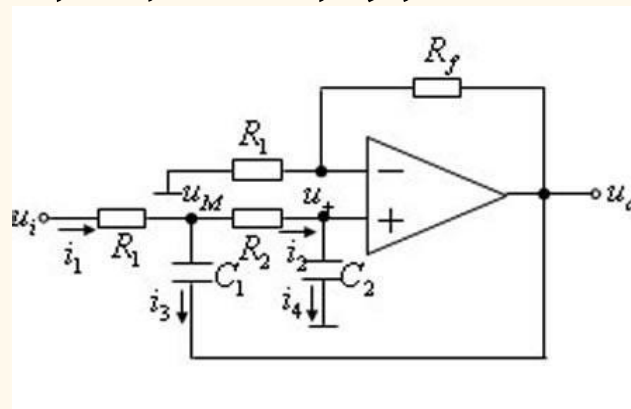 R_f
R_1
u_M
u_+
−
+
u_i
u_o
i_1
R_1
R_2
i_2
C_1
C_2
i_3
i_4